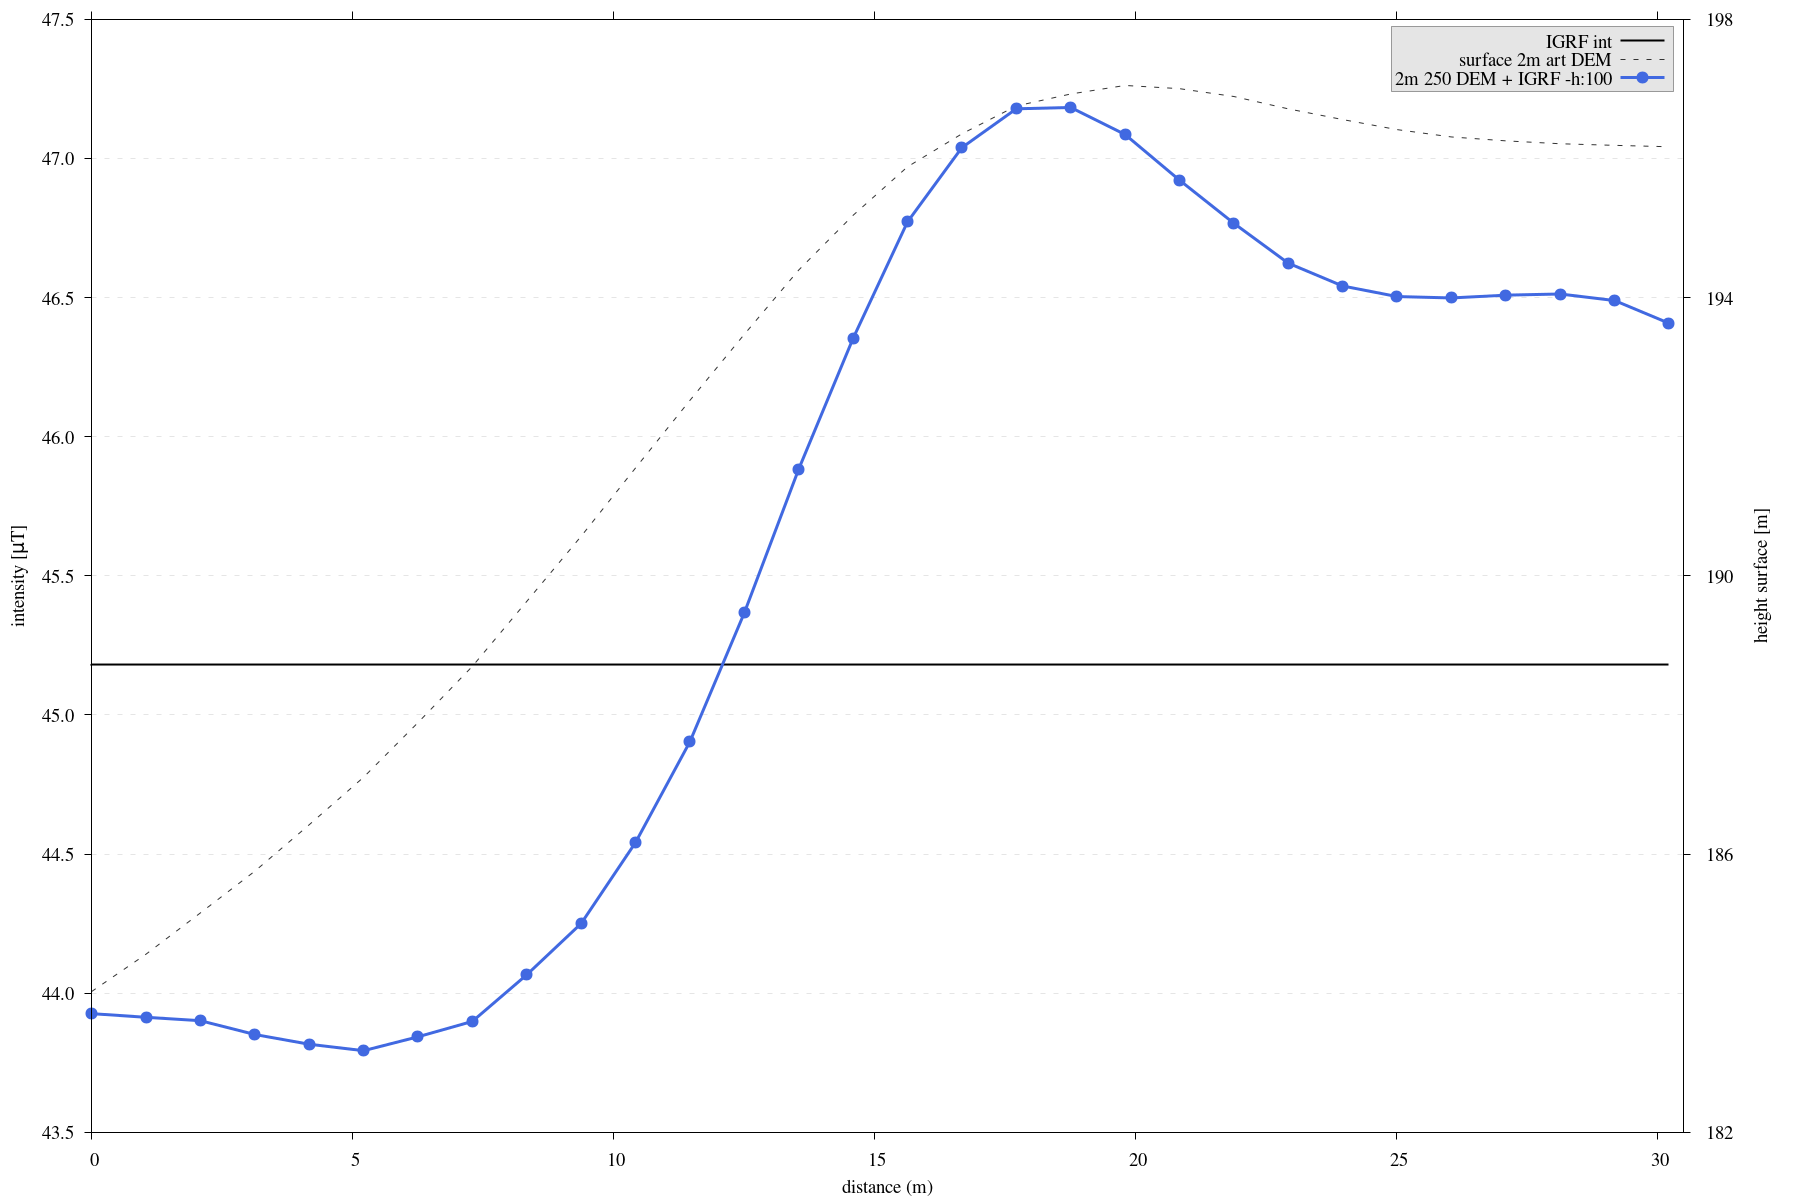 47.5
47.0
46.5
46.0
45.5
45.0
44.5
44.0
43.5
intensity [µT]
IGRF int
surface 2m art DEM
2m 250 DEM + IGRF -h:100
198
194
190
186
182
height surface [m]
0 5 10 15 20 25 30
distance (m)